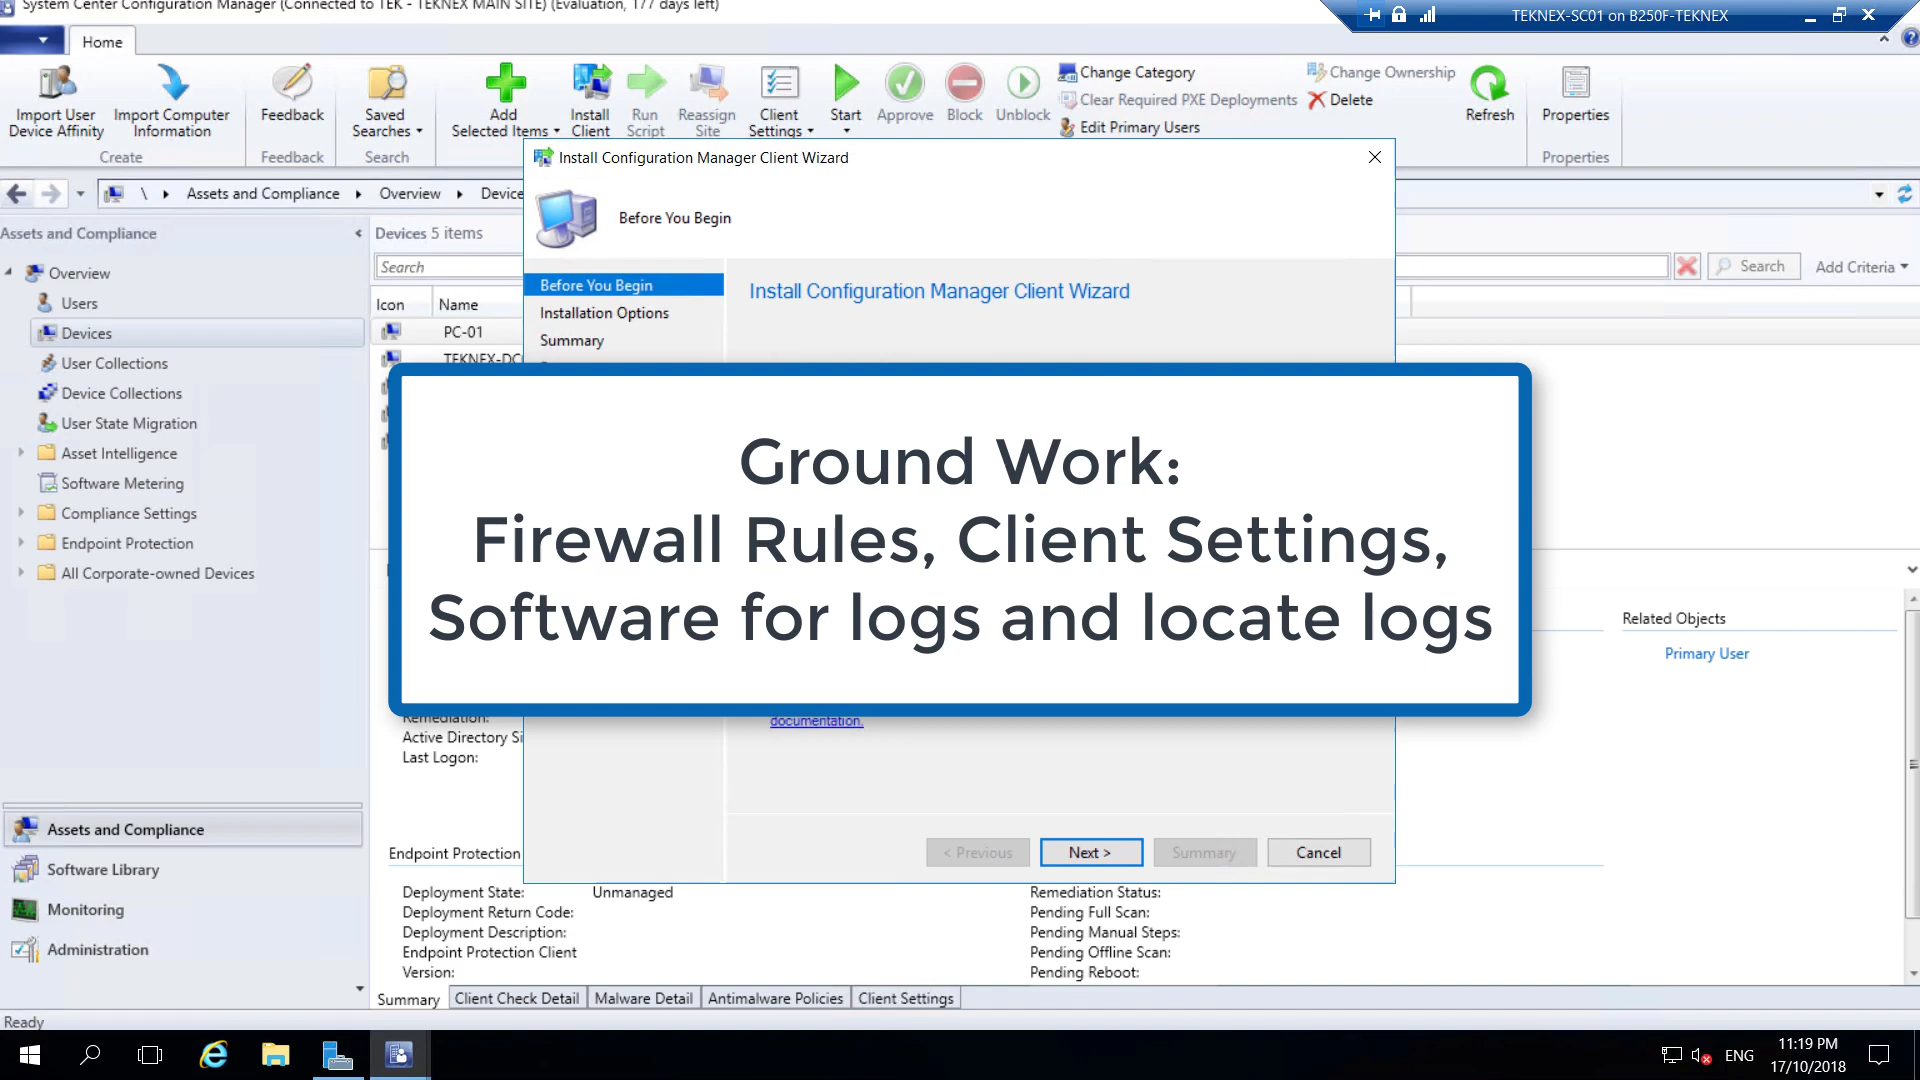 System Center Configuration Manager (Connected to TEK - TEKNEX MAIN SITE) (Evaluation, 177 days left)
TEKNEX-SC01 on B250F-TEKNEX
Home
Import User Device Affinity
Import Computer Information
Create
Feedback
Feedback
Saved Searches
Search
Add Selected Items
Install Client
Run Script
Reassign Site
Client Settings
Start
Approve
Block
Unblock
Change Category
Clear Required PXE Deployments
Edit Primary Users
Change Ownership
Delete
Refresh
Properties
Properties
\ Assets and Compliance Overview Device
Assets and Compliance
Overview
Users
Devices
User Collections
Device Collections
User State Migration
Asset Intelligence
Software Metering
Compliance Settings
Endpoint Protection
All Corporate-owned Devices
Assets and Compliance
Software Library
Monitoring
Administration
Ready
Devices 5 items
Search
Search
Add Criteria
Icon Name
PC-01
TEKNEX-DC
Install Configuration Manager Client Wizard
Before You Begin
Before You Begin
Installation Options
Summary
Install Configuration Manager Client Wizard
Ground Work:
Firewall Rules, Client Settings,
Software for logs and locate logs
documentation.
< Previous
Next >
Summary
Cancel
Related Objects
Primary User
Remediation:
Active Directory Si
Last Logon:
Endpoint Protection
Deployment State: Unmanaged
Deployment Return Code:
Deployment Description:
Endpoint Protection Client
Version:
Remediation Status:
Pending Full Scan:
Pending Manual Steps:
Pending Offline Scan:
Pending Reboot:
Summary
Client Check Detail
Malware Detail
Antimalware Policies
Client Settings
ENG
11:19 PM
17/10/2018